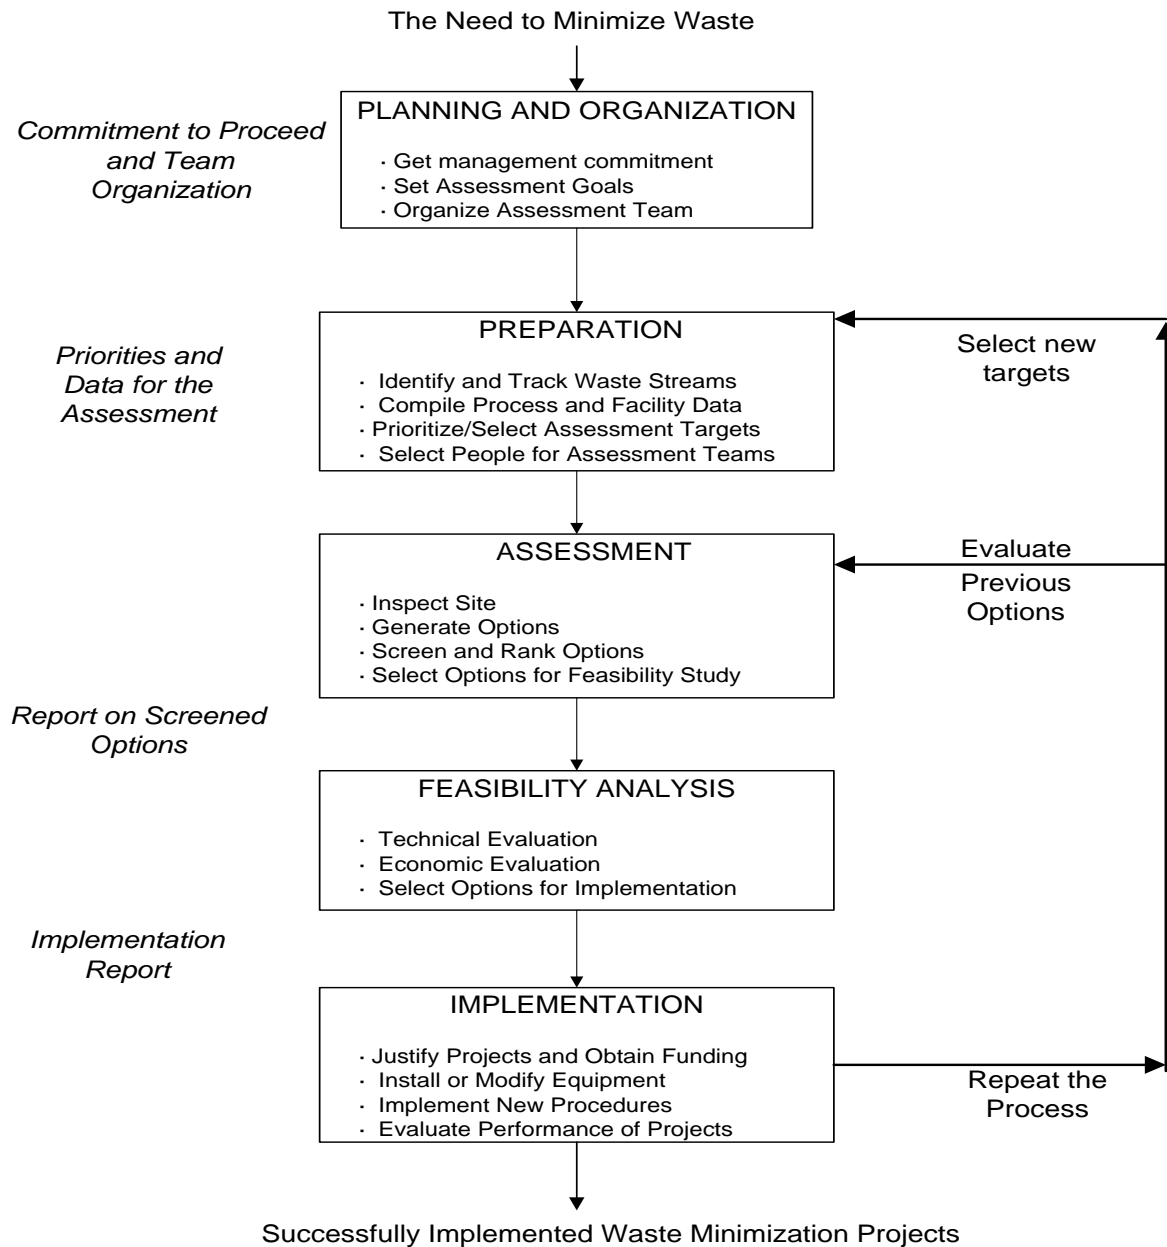 The Need to Minimize Waste
PLANNING AND ORGANIZATION
· Get management commitment
· Set Assessment Goals
· Organize Assessment Team
Commitment to Proceed
and Team
Organization
PREPARATION
· Identify and Track Waste Streams
· Compile Process and Facility Data
· Prioritize/Select Assessment Targets
· Select People for Assessment Teams
Priorities and
Data for the
Assessment
Select new
targets
ASSESSMENT
· Inspect Site
· Generate Options
· Screen and Rank Options
· Select Options for Feasibility Study
Evaluate
Previous
Options
Report on Screened
Options
FEASIBILITY ANALYSIS
· Technical Evaluation
· Economic Evaluation
· Select Options for Implementation
Implementation
Report
IMPLEMENTATION
· Justify Projects and Obtain Funding
· Install or Modify Equipment
· Implement New Procedures
· Evaluate Performance of Projects
Repeat the
Process
Successfully Implemented Waste Minimization Projects